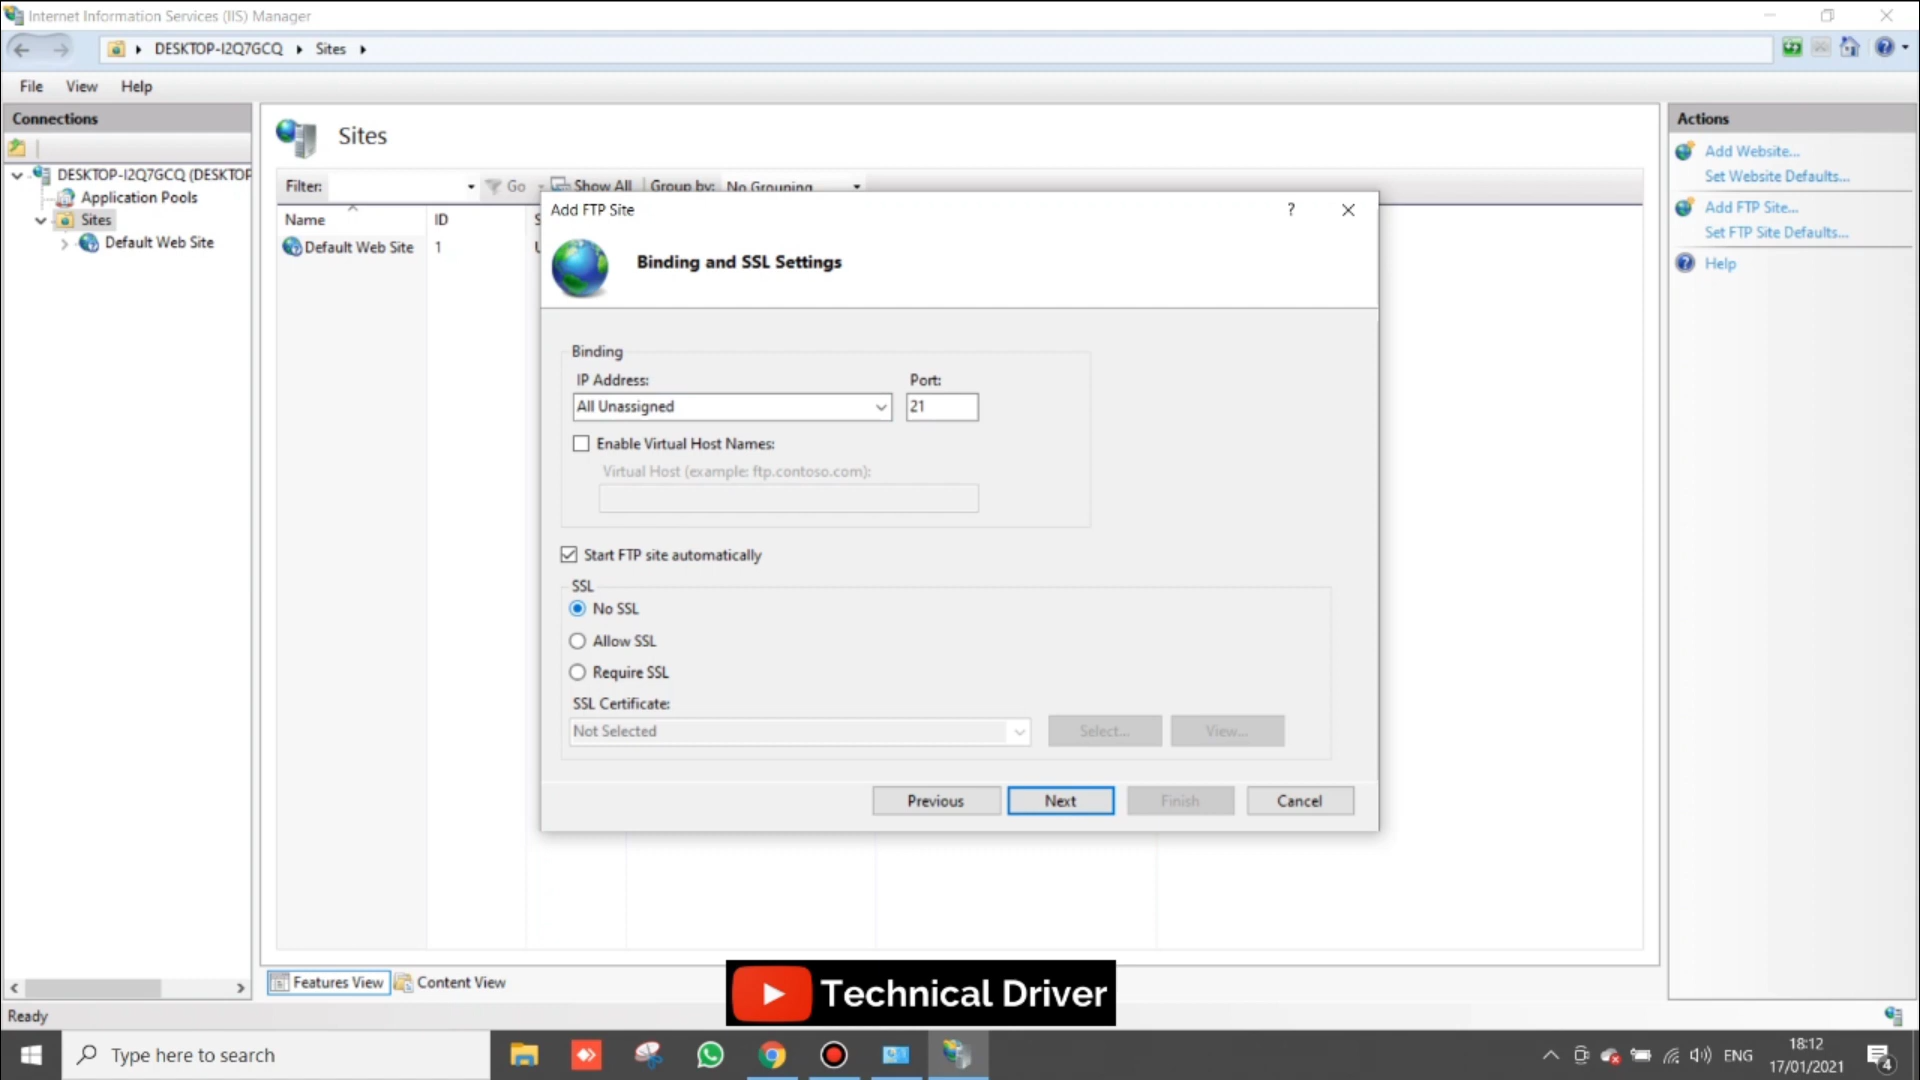 Internet Information Services (IIS) Manager
DESKTOP-I2Q7GCQ Sites
File View Help
Connections
DESKTOP-I2Q7GCQ (DESKTOP
Application Pools
Sites
Default Web Site
Sites
Filter: Go Show All Group by: No Grouping
Name ID S
Default Web Site 1
Add FTP Site ?
Binding and SSL Settings
Binding
IP Address: Port:
All Unassigned 21
Enable Virtual Host Names:
Virtual Host (example: ftp.contoso.com):
Start FTP site automatically
SSL
No SSL
Allow SSL
Require SSL
SSL Certificate:
Not Selected Select... View...
Previous Next Finish Cancel
Actions
Add Website...
Set Website Defaults...
Add FTP Site...
Set FTP Site Defaults...
Help
Features View Content View
Technical Driver
Ready
Type here to search
ENG 18:12
17/01/2021
4